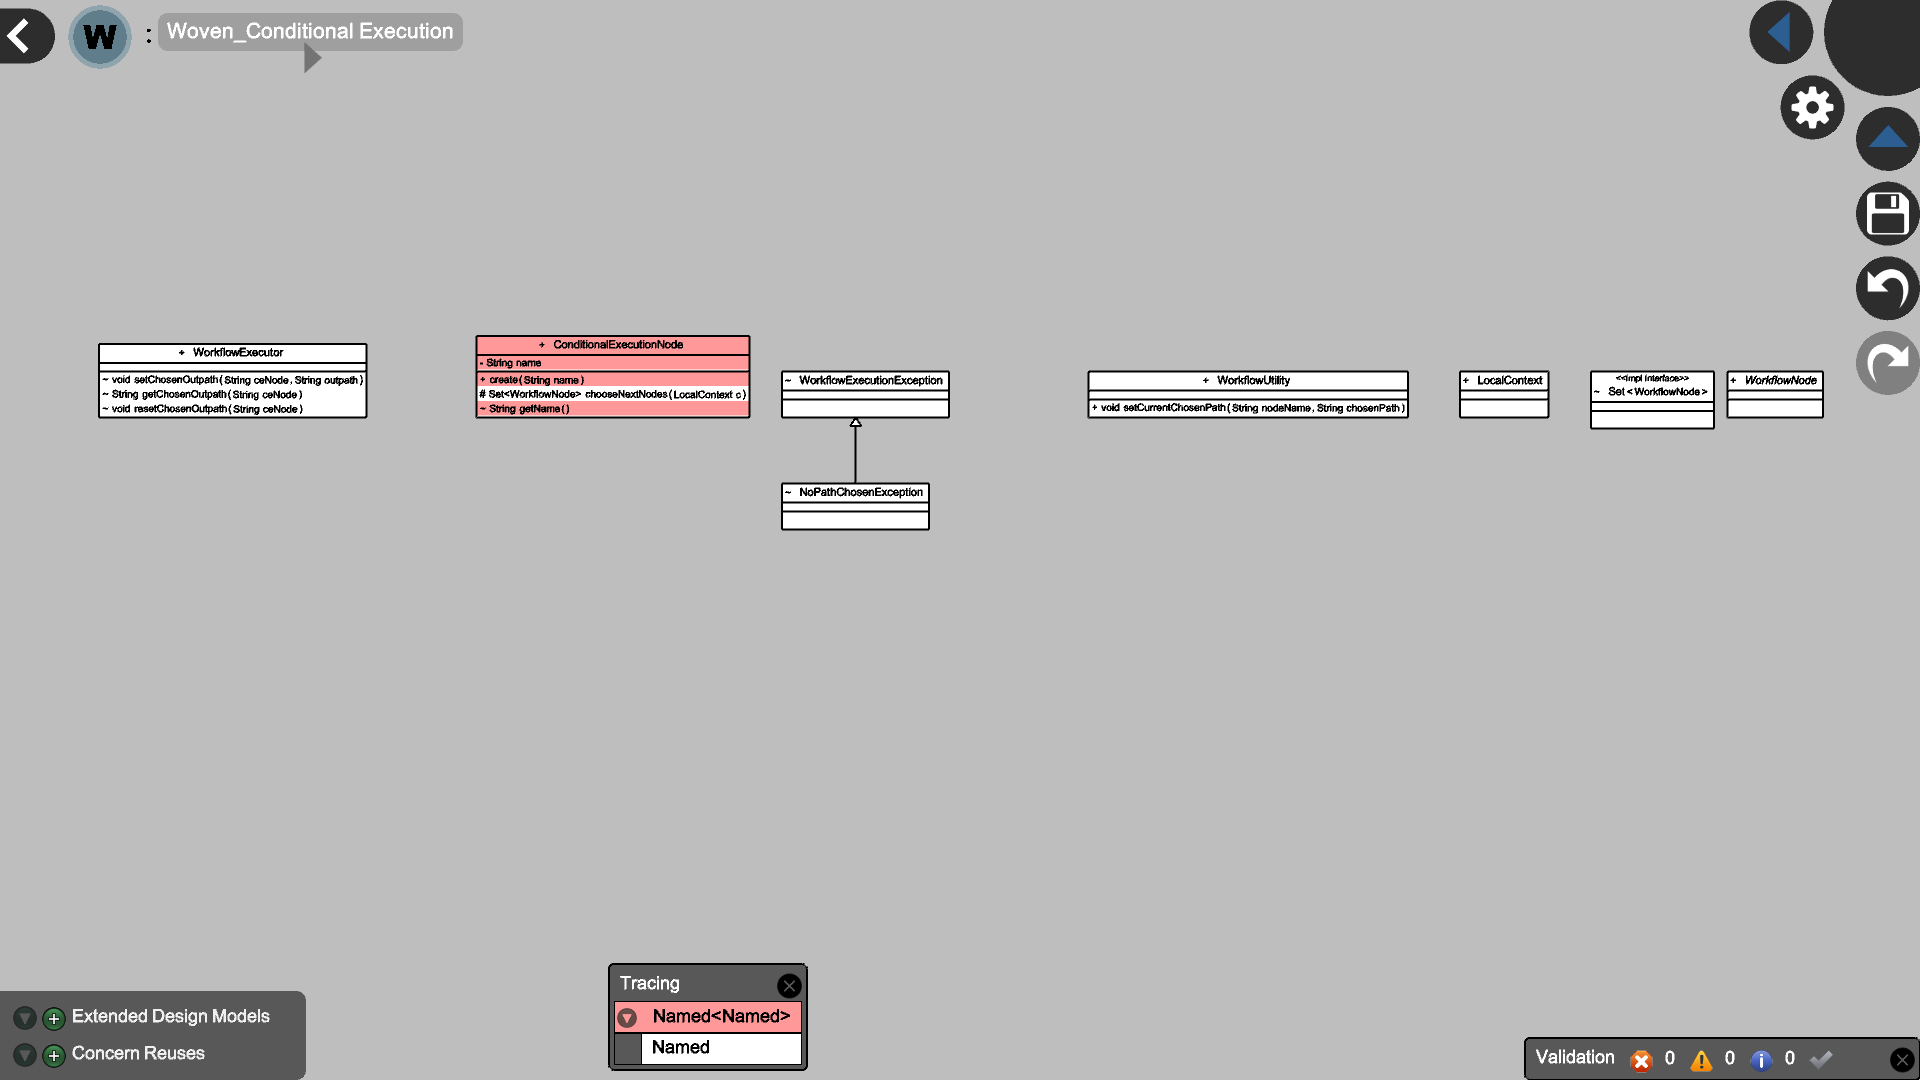 W : Woven_Conditional Execution
+ WorkflowExecutor
~ void setChosenOutpath(String ceNode, String outpath)
~ String getChosenOutpath(String ceNode)
~ void resetChosenOutpath(String ceNode)
+ ConditionalExecutionNode
- String name
+ create(String name)
# Set<WorkflowNode> chooseNextNodes(LocalContext c)
~ String getName()
~ WorkflowExecutionException
~ NoPathChosenException
+ WorkflowUtility
+ void setCurrentChosenPath(String nodeName, String chosenPath)
+ LocalContext
<<impl interface>>
~ Set<WorkflowNode>
+ WorkflowNode
Tracing
Named<Named>
Named
Extended Design Models
Concern Reuses
Validation 0 0 0